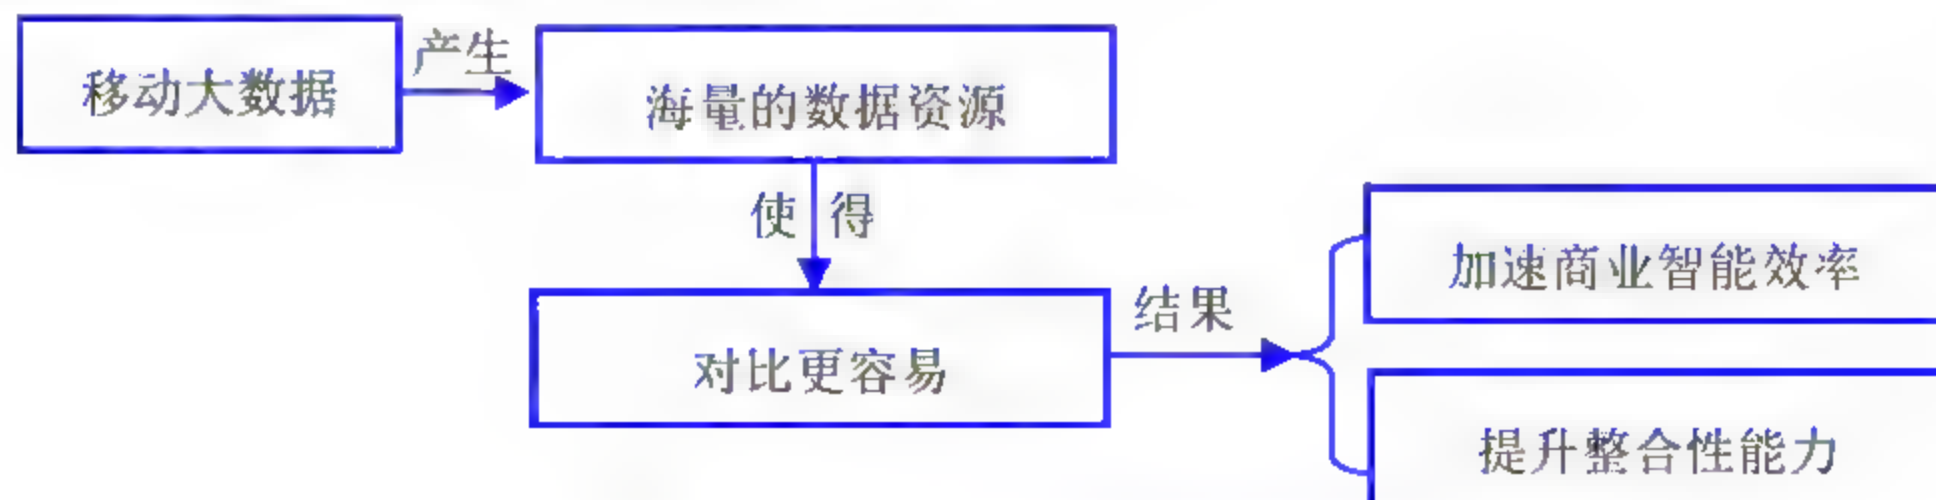 移动大数据
产生
海量的数据资源
使得
对比更容易
结果
加速商业智能效率
提升整合性能力